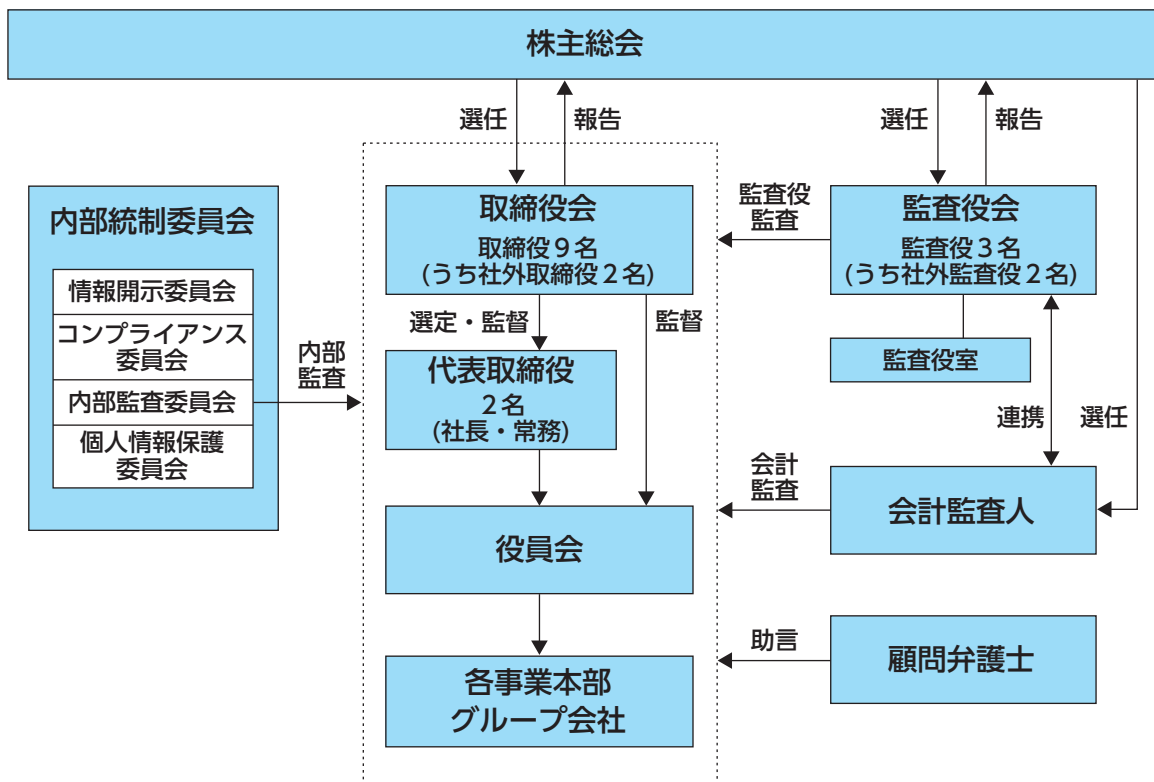 株主総会
選任
報告
選任
報告
内部統制委員会
情報開示委員会
コンプライアンス
委員会
内部監査委員会
個人情報保護
委員会
内部
監査
取締役会
取締役9名
(うち社外取締役2名)
選定・監督
監督
代表取締役
2名
(社長・常務)
役員会
各事業本部
グループ会社
監査役
監査
監査役会
監査役3名
(うち社外監査役2名)
監査役室
連携
選任
会計
監査
会計監査人
助言
顧問弁護士